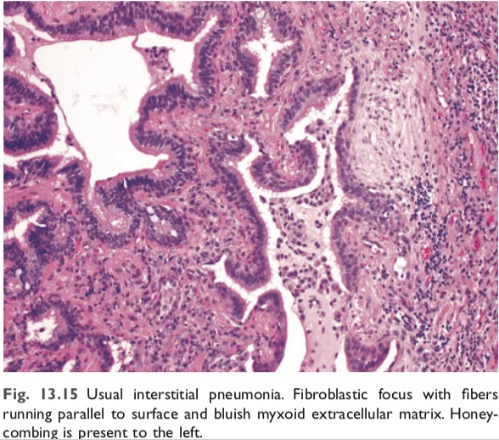 Fig. 13.15 Usual interstitial pneumonia. Fibroblastic focus with fibers
running parallel to surface and bluish myxoid extracellular matrix. Honey-
combing is present to the left.